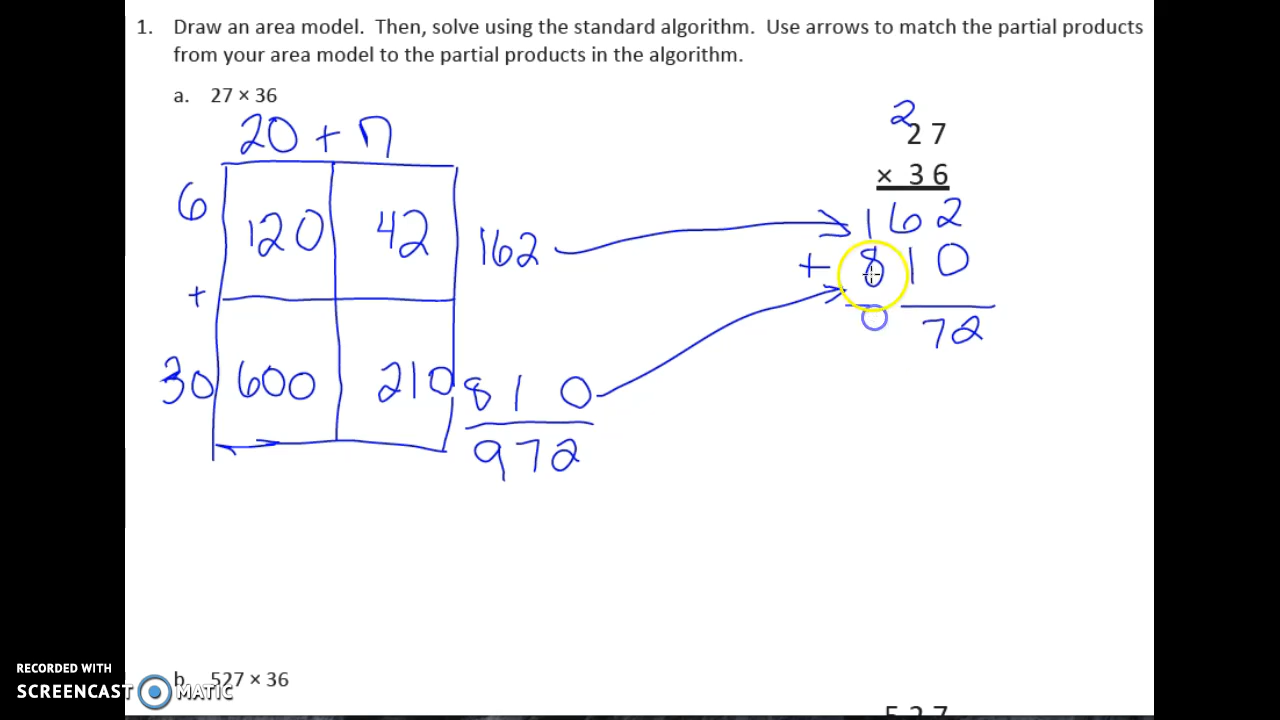 1. Draw an area model. Then, solve using the standard algorithm. Use arrows to match the partial products
from your area model to the partial products in the algorithm.
a. 27 × 36
20 + 7
6 120 42 162
+
30 600 210 810
972
2
27
× 36
162
+ 810
72
b. 527 × 36
527
RECORDED WITH
SCREENCAST MATIC